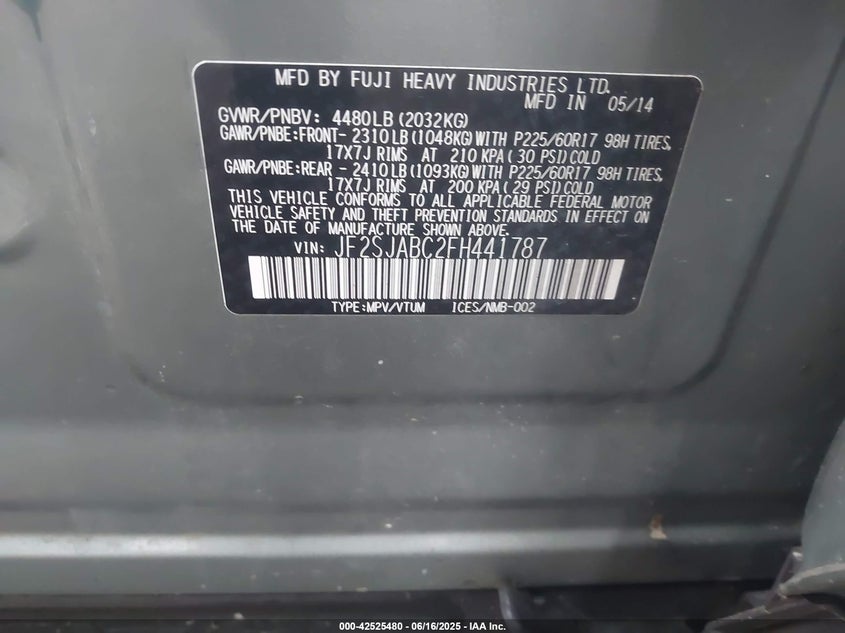 MFD BY FUJI HEAVY INDUSTRIES LTD.
MFD IN 05/14
GVWR/PNBV: 4480LB(2032KG)
GAWR/PNBE:FRONT- 2310LB(1048KG)WITH P225/60R17 98H TIRES,
17X7J RIMS AT 210 KPA( 30 PSI)COLD
GAWR/PNBE:REAR - 2410LB(1093KG)WITH P225/60R17 98H TIRES,
17X7J RIMS AT 200 KPA( 29 PSI)COLD
THIS VEHICLE CONFORMS TO ALL APPLICABLE FEDERAL MOTOR
VEHICLE SAFETY AND THEFT PREVENTION STANDARDS IN EFFECT ON
THE DATE OF MANUFACTURE SHOWN ABOVE.
VIN: JF2SJABC2FH441787
TYPE:MPV/VTUM ICES/NMB-002
000-42525480 - 06/16/2025 - IAA Inc.